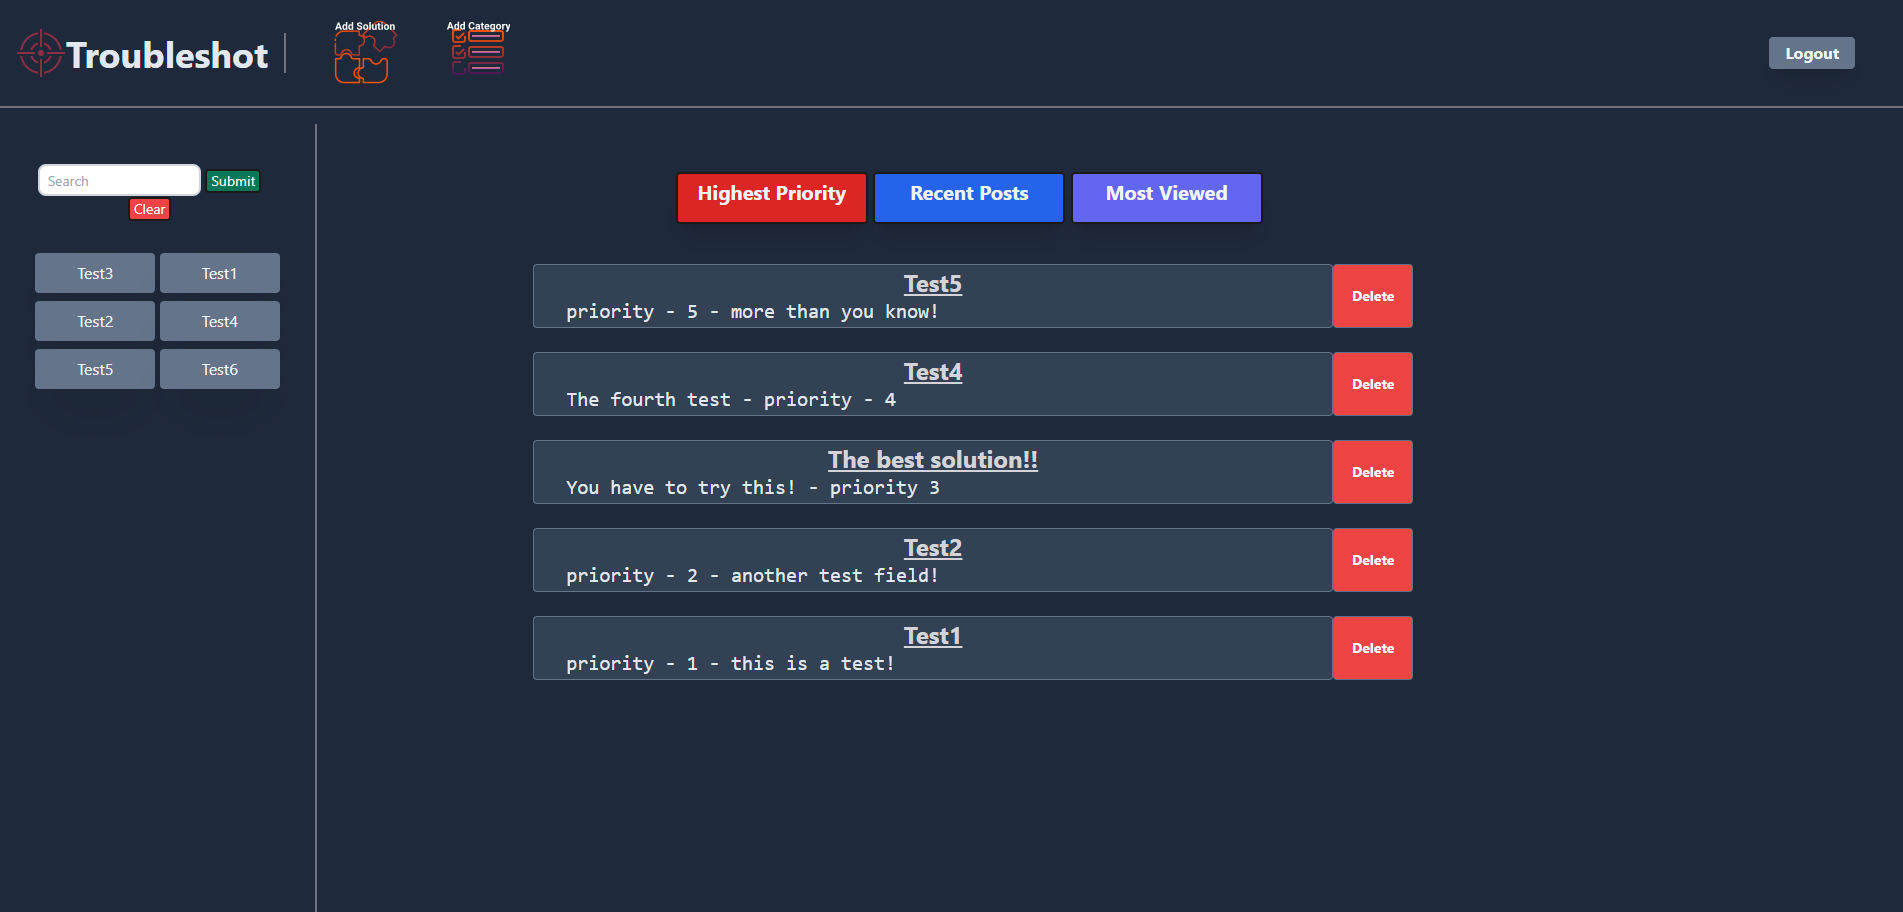 Troubleshot
Add Solution
Add Category
Logout
Search
Submit
Clear
Test3
Test1
Test2
Test4
Test5
Test6
Highest Priority
Recent Posts
Most Viewed
Test5
priority - 5 - more than you know!
Delete
Test4
The fourth test - priority - 4
Delete
The best solution!!
You have to try this! - priority 3
Delete
Test2
priority - 2 - another test field!
Delete
Test1
priority - 1 - this is a test!
Delete